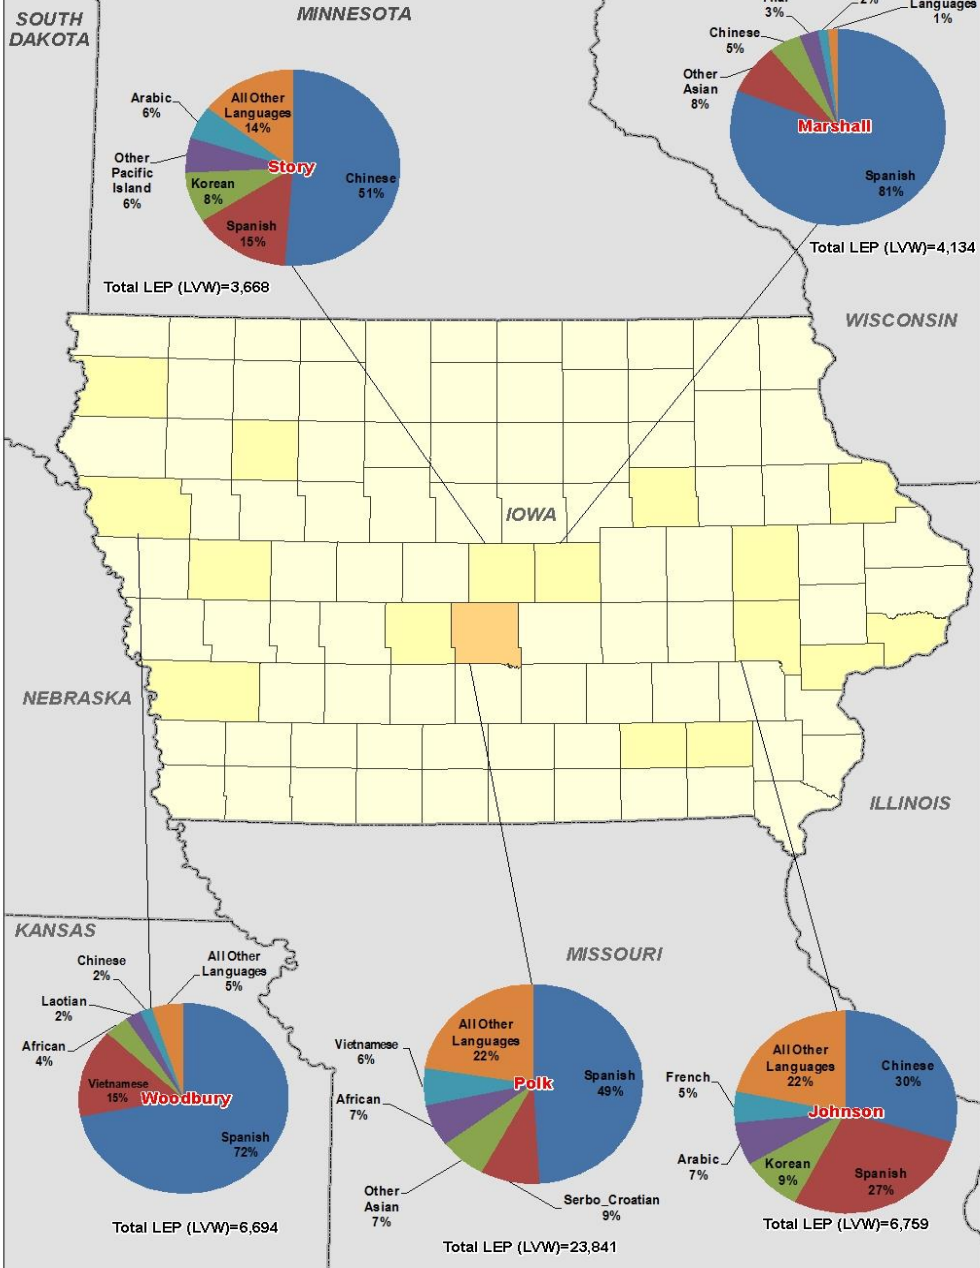 SOUTH
DAKOTA
MINNESOTA
3%
2%
Languages
1%
Chinese
5%
Other
Asian
8%
Marshall
Spanish
81%
Total LEP (LVW)=4,134
Arabic
6%
All Other
Languages
14%
Other
Pacific
Island
6%
Story
Korean
8%
Chinese
51%
Spanish
15%
Total LEP (LVW)=3,668
WISCONSIN
IOWA
NEBRASKA
ILLINOIS
KANSAS
MISSOURI
Chinese
2%
All Other
Languages
5%
Laotian
2%
African
4%
Vietnamese
15%
Woodbury
Spanish
72%
Total LEP (LVW)=6,694
All Other
Languages
22%
Vietnamese
6%
Spanish
49%
Polk
African
7%
Other
Asian
7%
Serbo_Croatian
9%
Total LEP (LVW)=23,841
All Other
Languages
22%
Chinese
30%
French
5%
Johnson
Arabic
7%
Korean
9%
Spanish
27%
Total LEP (LVW)=6,759